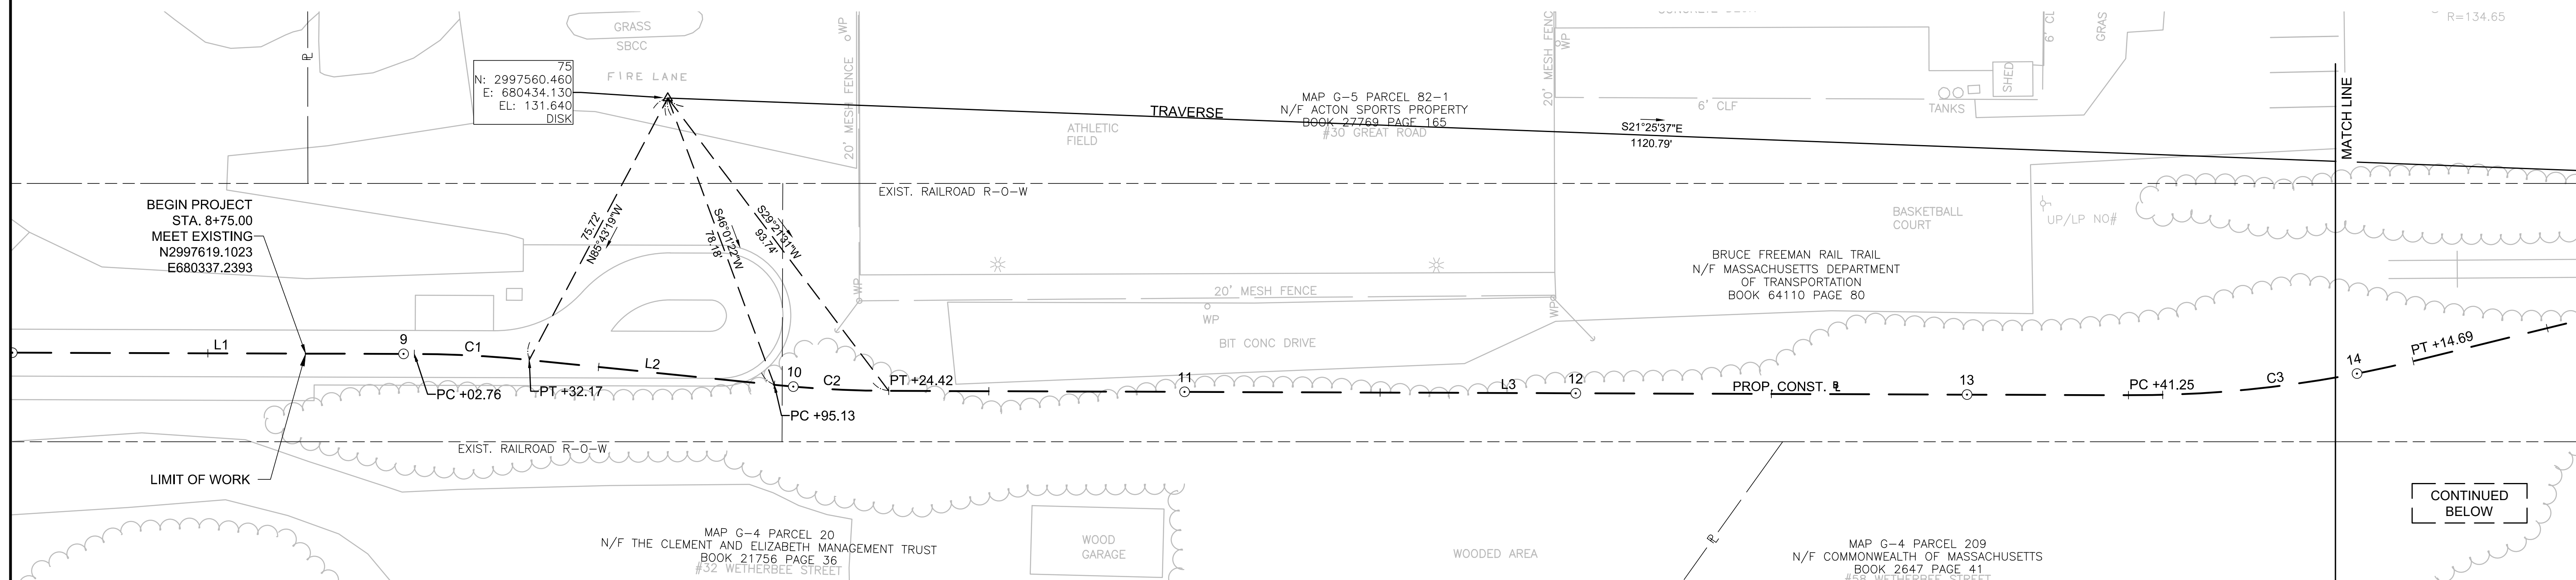 GRASS
SBCC
FIRE LANE
75
N: 2997560.460
E: 680434.130
EL: 131.640
DISK
WP
20' MESH FENCE
TRAVERSE
MAP G-5 PARCEL 82-1
N/F ACTON SPORTS PROPERTY
BOOK 27769 PAGE 165
#30 GREAT ROAD
ATHLETIC
FIELD
20' MESH FENC
WP
6' CLF
S21°25'37"E
1120.79'
TANKS
SHED
6' CL
GRAS
R=134.65
MATCH LINE
EXIST. RAILROAD R-O-W
BEGIN PROJECT
STA. 8+75.00
MEET EXISTING
N2997619.1023
E680337.2393
75.72'
N85°43'19"W
S46°01'22"W
78.18'
S29°21'31"W
93.74'
BASKETBALL
COURT
UP/LP NO#
BRUCE FREEMAN RAIL TRAIL
N/F MASSACHUSETTS DEPARTMENT
OF TRANSPORTATION
BOOK 64110 PAGE 80
WP
20' MESH FENCE
WP
WP
BIT CONC DRIVE
L1
9
C1
L2
10
C2
PT +24.42
11
L3
12
PROP. CONST.
13
PC +41.25
C3
14
PT +14.69
PC +02.76
PT +32.17
PC +95.13
EXIST. RAILROAD R-O-W
LIMIT OF WORK
CONTINUED
BELOW
MAP G-4 PARCEL 20
N/F THE CLEMENT AND ELIZABETH MANAGEMENT TRUST
BOOK 21756 PAGE 36
#32 WETHERBEE STREET
WOOD
GARAGE
WOODED AREA
MAP G-4 PARCEL 209
N/F COMMONWEALTH OF MASSACHUSETTS
BOOK 2647 PAGE 41
#58 WETHERBEE STREET